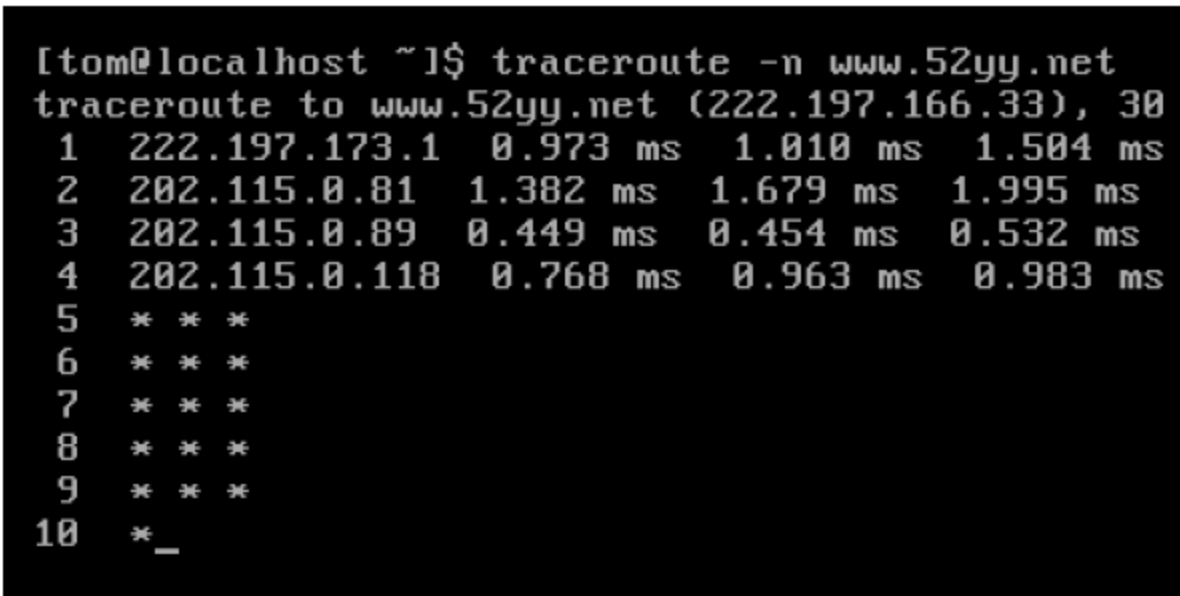 [tom@localhost ~]$ traceroute -n www.52yy.net
traceroute to www.52yy.net (222.197.166.33), 30
1 222.197.173.1 0.973 ms 1.010 ms 1.504 ms
2 202.115.0.81 1.382 ms 1.679 ms 1.995 ms
3 202.115.0.89 0.449 ms 0.454 ms 0.532 ms
4 202.115.0.118 0.768 ms 0.963 ms 0.983 ms
5 * * *
6 * * *
7 * * *
8 * * *
9 * * *
10 *_